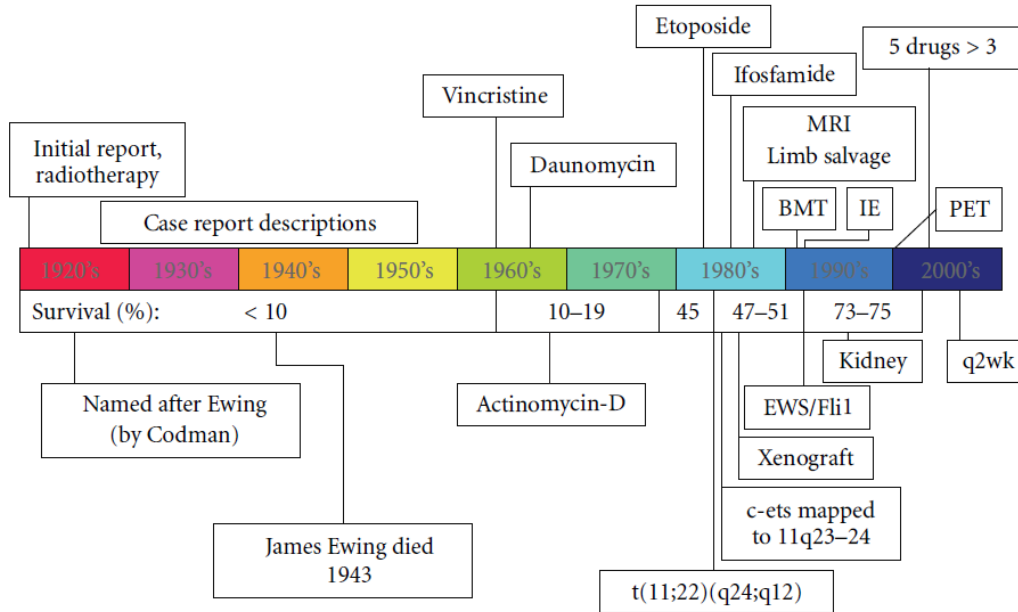 Etoposide
5 drugs > 3
Ifosfamide
Vincristine
MRI
Limb salvage
Initial report,
radiotherapy
Daunomycin
BMT
IE
PET
Case report descriptions
1920's 1930's 1940's 1950's 1960's 1970's 1980's 1990's 2000's
Survival (%): < 10 10–19 45 47–51 73–75
Kidney
q2wk
Named after Ewing
(by Codman)
Actinomycin-D
EWS/Fli1
Xenograft
c-ets mapped
to 11q23–24
James Ewing died
1943
t(11;22)(q24;q12)